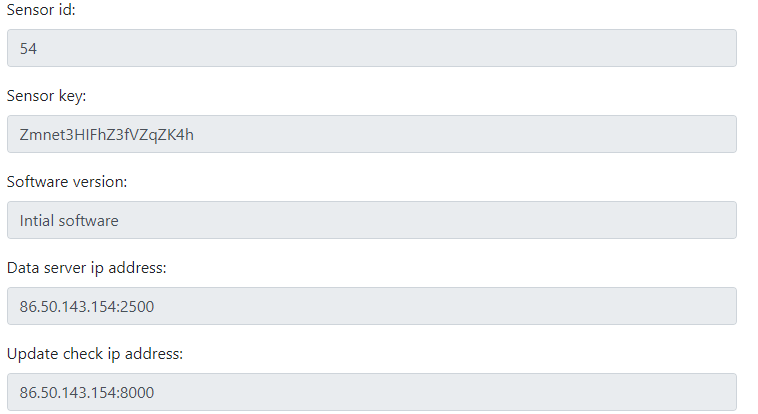 Sensor id:
54
Sensor key:
Zmnet3HIFhZ3fVZqZK4h
Software version:
Intial software
Data server ip address:
86.50.143.154:2500
Update check ip address:
86.50.143.154:8000